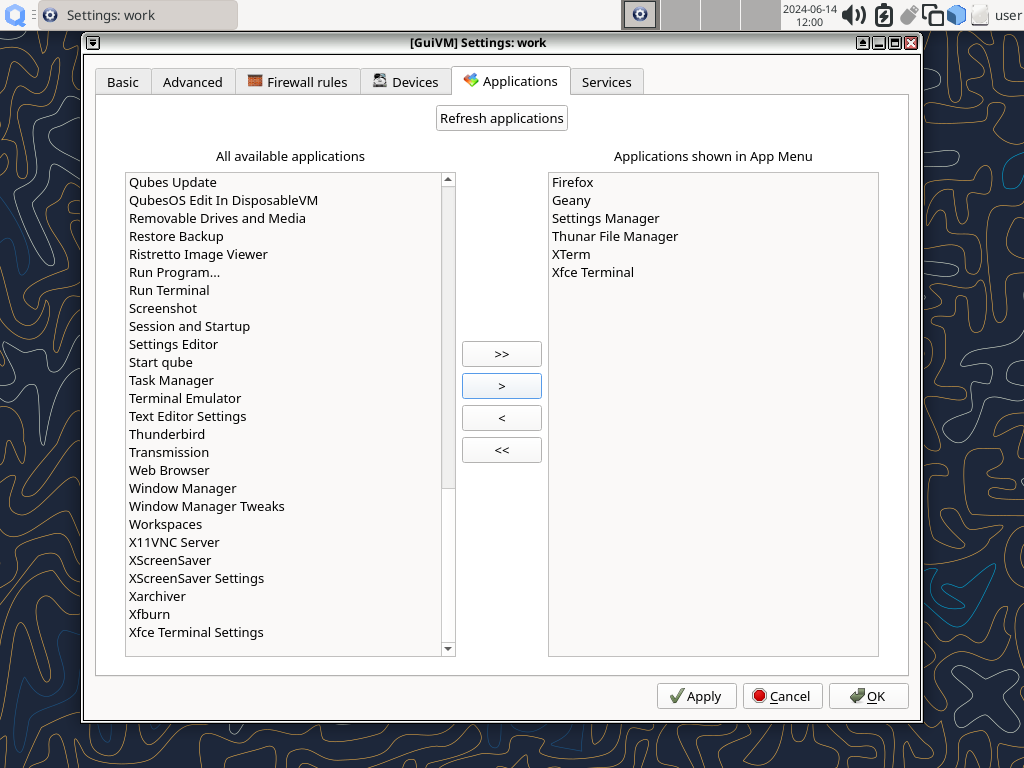 Settings: work
2024-06-14
12:00
user
[GuiVM] Settings: work
Basic
Advanced
Firewall rules
Devices
Applications
Services
Refresh applications
All available applications
Qubes Update
QubesOS Edit In DisposableVM
Removable Drives and Media
Restore Backup
Ristretto Image Viewer
Run Program...
Run Terminal
Screenshot
Session and Startup
Settings Editor
Start qube
Task Manager
Terminal Emulator
Text Editor Settings
Thunderbird
Transmission
Web Browser
Window Manager
Window Manager Tweaks
Workspaces
X11VNC Server
XScreenSaver
XScreenSaver Settings
Xarchiver
Xfburn
Xfce Terminal Settings
>>
>
<
<<
Applications shown in App Menu
Firefox
Geany
Settings Manager
Thunar File Manager
XTerm
Xfce Terminal
Apply
Cancel
OK